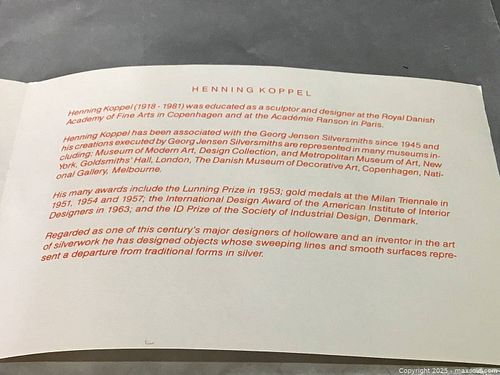 HENNING KOPPEL
Henning Koppel (1918 - 1981) was educated as a sculptor and designer at the Royal Danish
Academy of Fine Arts in Copenhagen and at the Académie Ranson in Paris.
Henning Koppel has been associated with the Georg Jensen Silversmiths since 1945 and
his creations executed by Georg Jensen Silversmiths are represented in many museums in-
cluding: Museum of Modern Art, Design Collection, and Metropolitan Museum of Art, New
York, Goldsmiths' Hall, London, The Danish Museum of Decorative Art, Copenhagen, Nati-
onal Gallery, Melbourne.
His many awards include the Lunning Prize in 1953; gold medals at the Milan Triennale in
1951, 1954 and 1957; the International Design Award of the American Institute of Interior
Designers in 1963; and the ID Prize of the Society of Industrial Design, Denmark.
Regarded as one of this century's major designers of holloware and an inventor in the art
of silverwork he has designed objects whose sweeping lines and smooth surfaces repre-
sent a departure from traditional forms in silver.
Copyright 2025 - maxsold.com